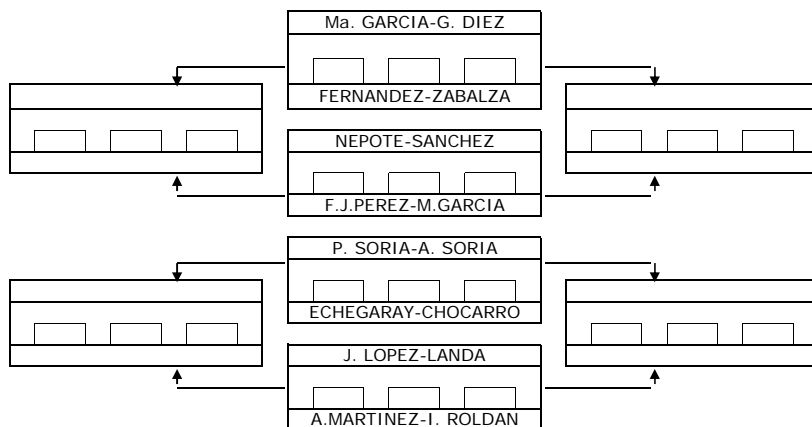 Ma. GARCIA-G. DIEZ
FERNANDEZ-ZABALZA
NEPOTE-SANCHEZ
F.J.PEREZ-M.GARCIA
P. SORIA-A. SORIA
ECHEGARAY-CHOCARRO
J. LOPEZ-LANDA
A.MARTINEZ-I. ROLDAN